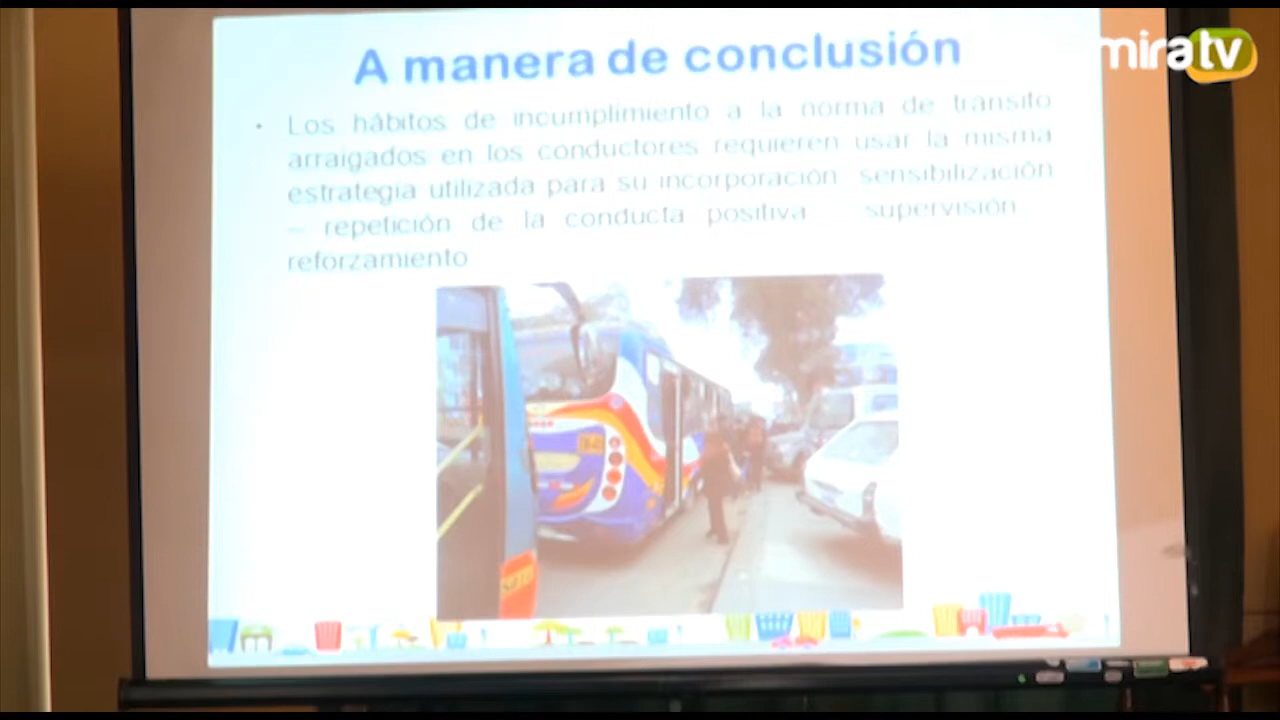 A manera de conclusión
miratv
• Los hábitos de incumplimiento a la norma de tránsito
arraigados en los conductores requieren usar la misma
estrategia utilizada para su incorporación sensibilización
– repetición de la conducta positiva supervisión
reforzamiento